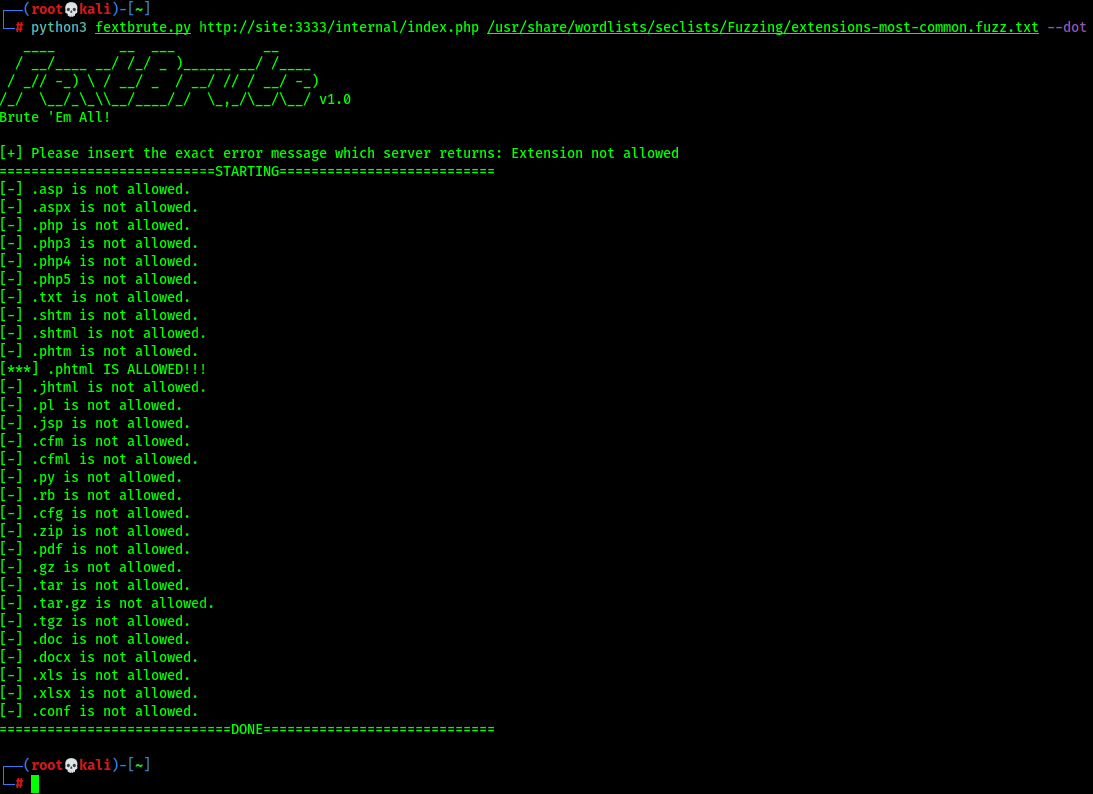 ┌──(root💀kali)-[~]
└─# python3 fextbrute.py http://site:3333/internal/index.php /usr/share/wordlists/seclists/Fuzzing/extensions-most-common.fuzz.txt --dot
   ____        __  ___           __
  / __/____ __/ /_/ _ )______ __/ /____
 / _// -_) \ / __/ _  / __/ // / __/ -_)
/_/  \__/_\_\\__/____/_/  \_,_/\__/\__/ v1.0
Brute 'Em All!
[+] Please insert the exact error message which server returns: Extension not allowed
===========================STARTING===========================
[-] .asp is not allowed.
[-] .aspx is not allowed.
[-] .php is not allowed.
[-] .php3 is not allowed.
[-] .php4 is not allowed.
[-] .php5 is not allowed.
[-] .txt is not allowed.
[-] .shtm is not allowed.
[-] .shtml is not allowed.
[-] .phtm is not allowed.
[***] .phtml IS ALLOWED!!!
[-] .jhtml is not allowed.
[-] .pl is not allowed.
[-] .jsp is not allowed.
[-] .cfm is not allowed.
[-] .cfml is not allowed.
[-] .py is not allowed.
[-] .rb is not allowed.
[-] .cfg is not allowed.
[-] .zip is not allowed.
[-] .pdf is not allowed.
[-] .gz is not allowed.
[-] .tar is not allowed.
[-] .tar.gz is not allowed.
[-] .tgz is not allowed.
[-] .doc is not allowed.
[-] .docx is not allowed.
[-] .xls is not allowed.
[-] .xlsx is not allowed.
[-] .conf is not allowed.
=============================DONE=============================
┌──(root💀kali)-[~]
└─#